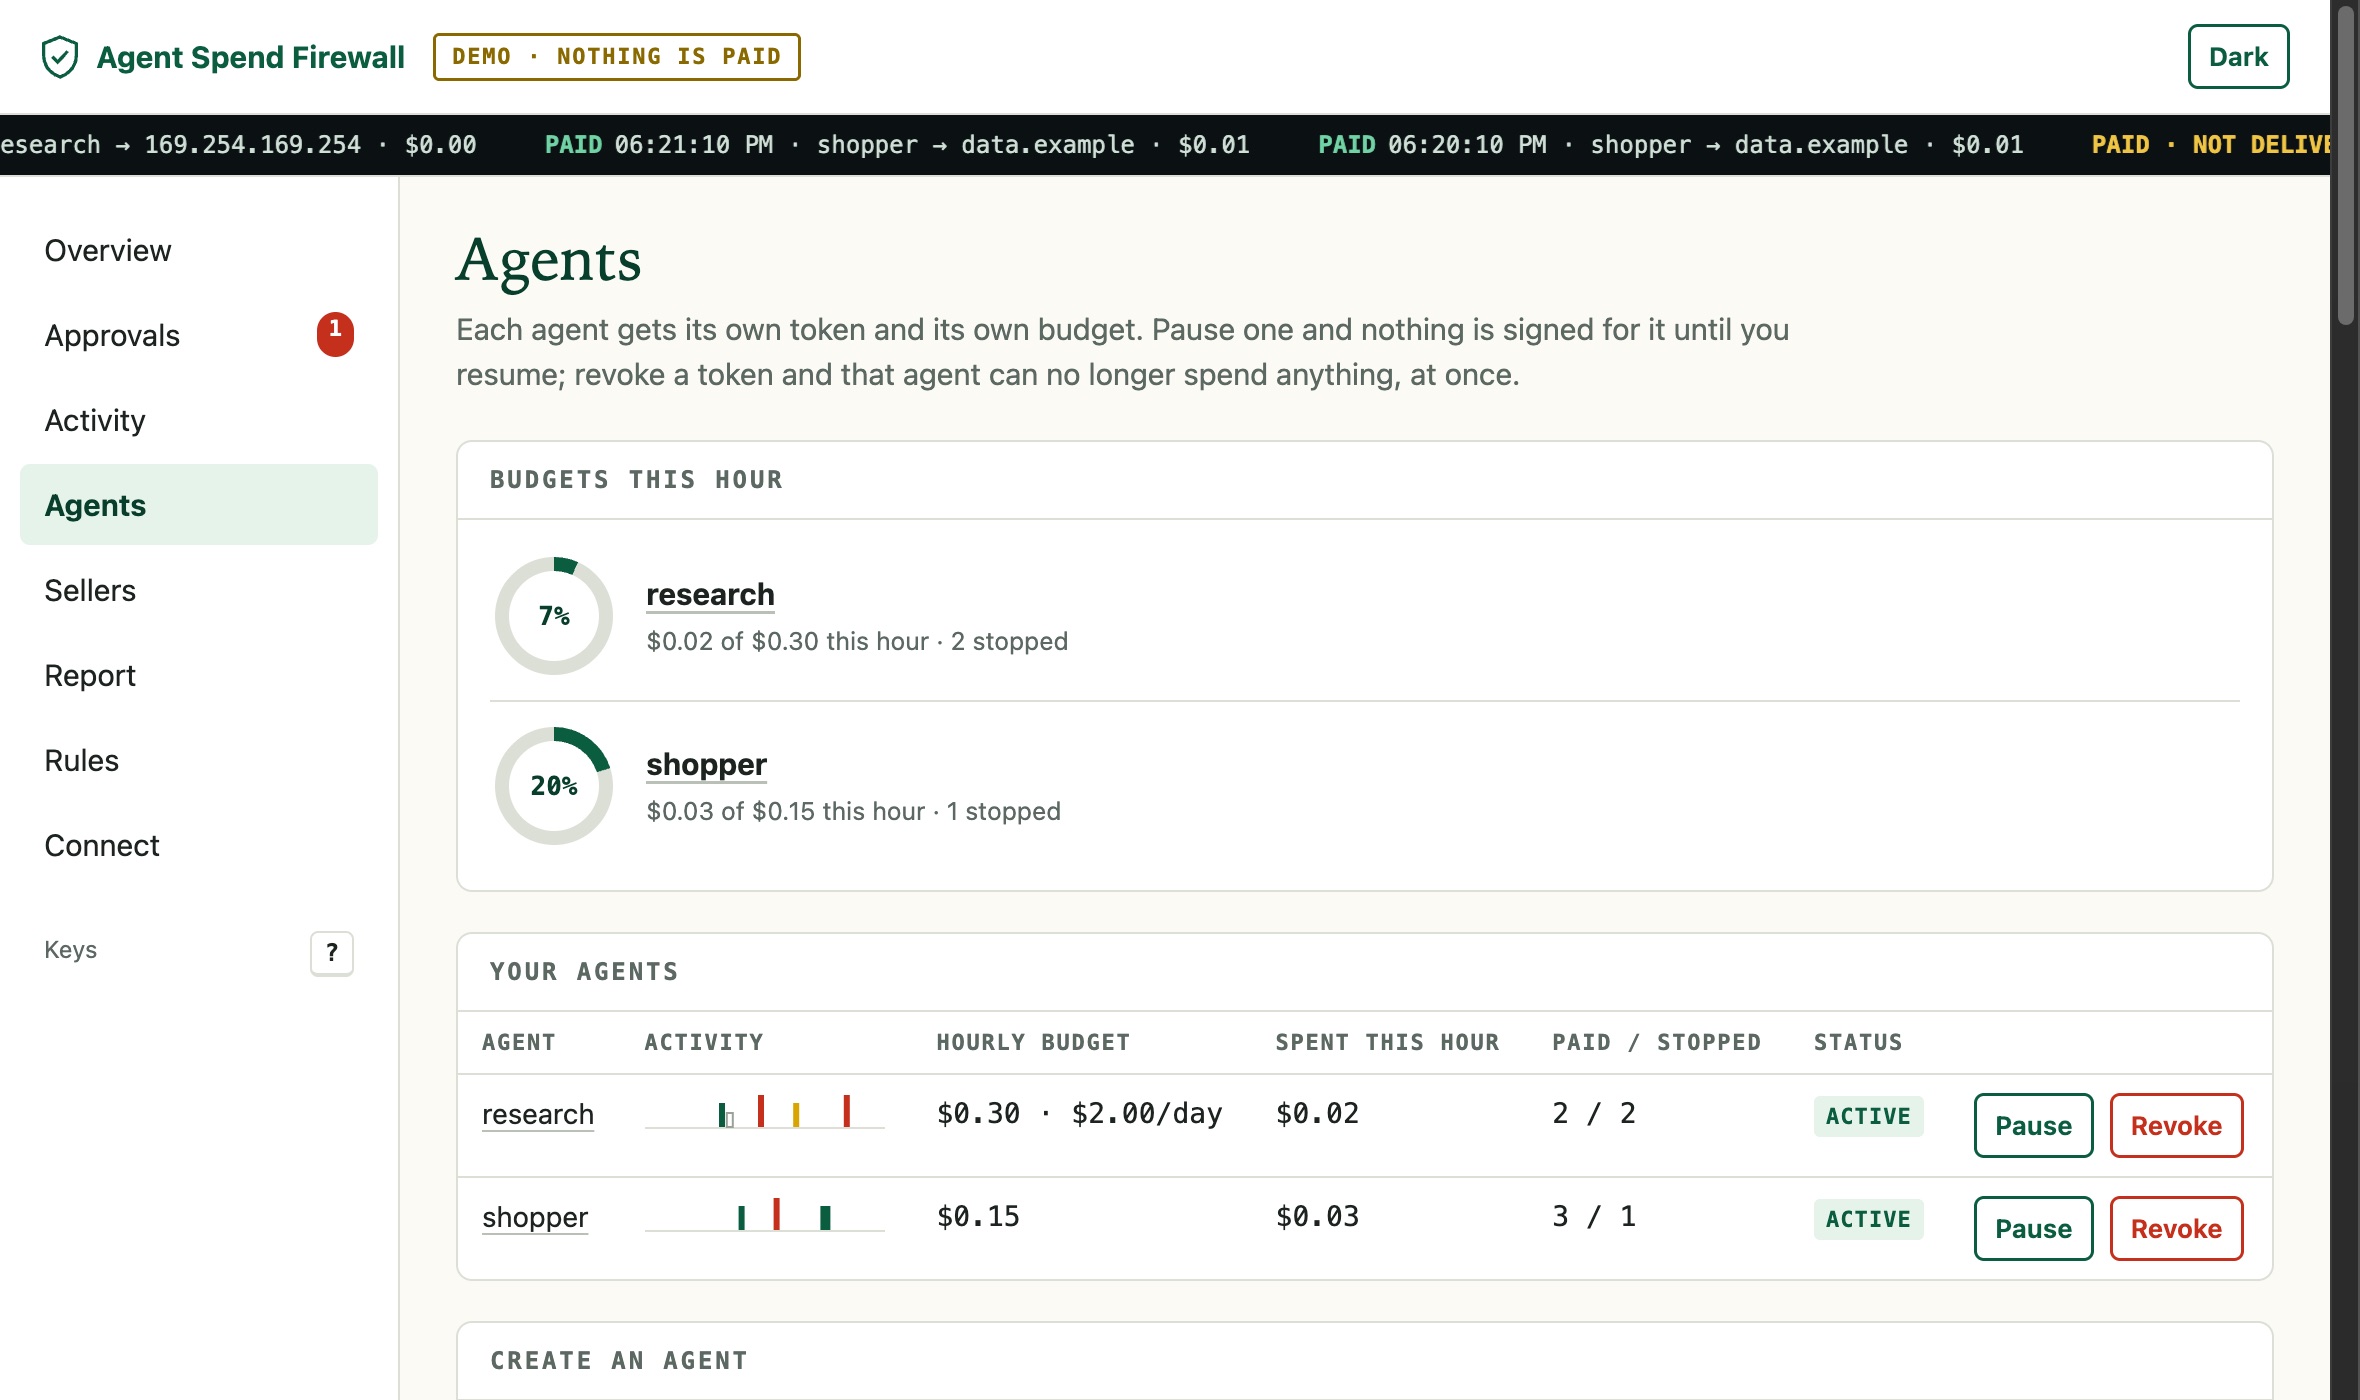 Agent Spend Firewall
DEMO · NOTHING IS PAID
Dark
esearch → 169.254.169.254 · $0.00 PAID 06:21:10 PM · shopper → data.example · $0.01 PAID 06:20:10 PM · shopper → data.example · $0.01 PAID · NOT DELIVE
Overview
Approvals 1
Activity
Agents
Sellers
Report
Rules
Connect
Keys ?
Agents
Each agent gets its own token and its own budget. Pause one and nothing is signed for it until you
resume; revoke a token and that agent can no longer spend anything, at once.
BUDGETS THIS HOUR
7%
research
$0.02 of $0.30 this hour · 2 stopped
20%
shopper
$0.03 of $0.15 this hour · 1 stopped
YOUR AGENTS
AGENT ACTIVITY HOURLY BUDGET SPENT THIS HOUR PAID / STOPPED STATUS
research $0.30 · $2.00/day $0.02 2 / 2 ACTIVE Pause Revoke
shopper $0.15 $0.03 3 / 1 ACTIVE Pause Revoke
CREATE AN AGENT